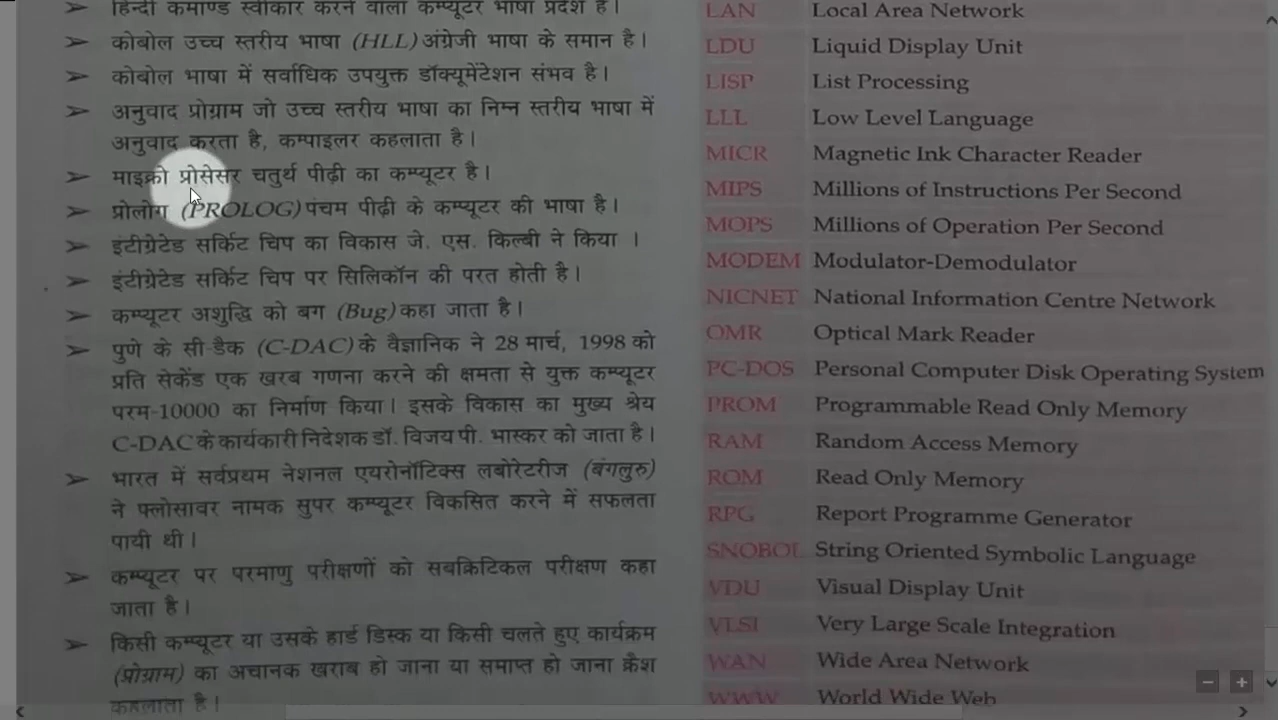 हिन्दी कमाण्ड स्वीकार करने वाला कम्प्यूटर भाषा प्रदेश है।
➢ कोबोल उच्च स्तरीय भाषा (HLL) अंग्रेजी भाषा के समान है।
➢ कोबोल भाषा में सर्वाधिक उपयुक्त डॉक्यूमेंटेशन संभव है।
➢ अनुवाद प्रोग्राम जो उच्च स्तरीय भाषा का निम्न स्तरीय भाषा में
अनुवाद करता है, कम्पाइलर कहलाता है।
➢ माइक्रो प्रोसेसर चतुर्थ पीढ़ी का कम्प्यूटर है।
➢ प्रोलोग (PROLOG) पंचम पीढ़ी के कम्प्यूटर की भाषा है।
➢ इंटीग्रेटेड सर्किट चिप का विकास जे. एस. किल्बी ने किया ।
➢ इंटीग्रेटेड सर्किट चिप पर सिलिकॉन की परत होती है।
➢ कम्प्यूटर अशुद्धि को बग (Bug) कहा जाता है।
➢ पुणे के सी-डैक (C-DAC) के वैज्ञानिक ने 28 मार्च, 1998 को
प्रति सेकेंड एक खरब गणना करने की क्षमता से युक्त कम्प्यूटर
परम-10000 का निर्माण किया। इसके विकास का मुख्य श्रेय
C-DAC के कार्यकारी निदेशक डॉ. विजय पी. भास्कर को जाता है।
➢ भारत में सर्वप्रथम नेशनल एयरोनॉटिक्स लबोरेटरीज (बंगलुरु)
ने फ्लोसावर नामक सुपर कम्प्यूटर विकसित करने में सफलता
पायी थी।
➢ कम्प्यूटर पर परमाणु परीक्षणों को सबक्रिटिकल परीक्षण कहा
जाता है।
➢ किसी कम्प्यूटर या उसके हार्ड डिस्क या किसी चलते हुए कार्यक्रम
(प्रोग्राम) का अचानक खराब हो जाना या समाप्त हो जाना क्रैश
कहलाता है।
LAN Local Area Network
LDU Liquid Display Unit
LISP List Processing
LLL Low Level Language
MICR Magnetic Ink Character Reader
MIPS Millions of Instructions Per Second
MOPS Millions of Operation Per Second
MODEM Modulator-Demodulator
NICNET National Information Centre Network
OMR Optical Mark Reader
PC-DOS Personal Computer Disk Operating System
PROM Programmable Read Only Memory
RAM Random Access Memory
ROM Read Only Memory
RPG Report Programme Generator
SNOBOL String Oriented Symbolic Language
VDU Visual Display Unit
VLSI Very Large Scale Integration
WAN Wide Area Network
WWW World Wide Web